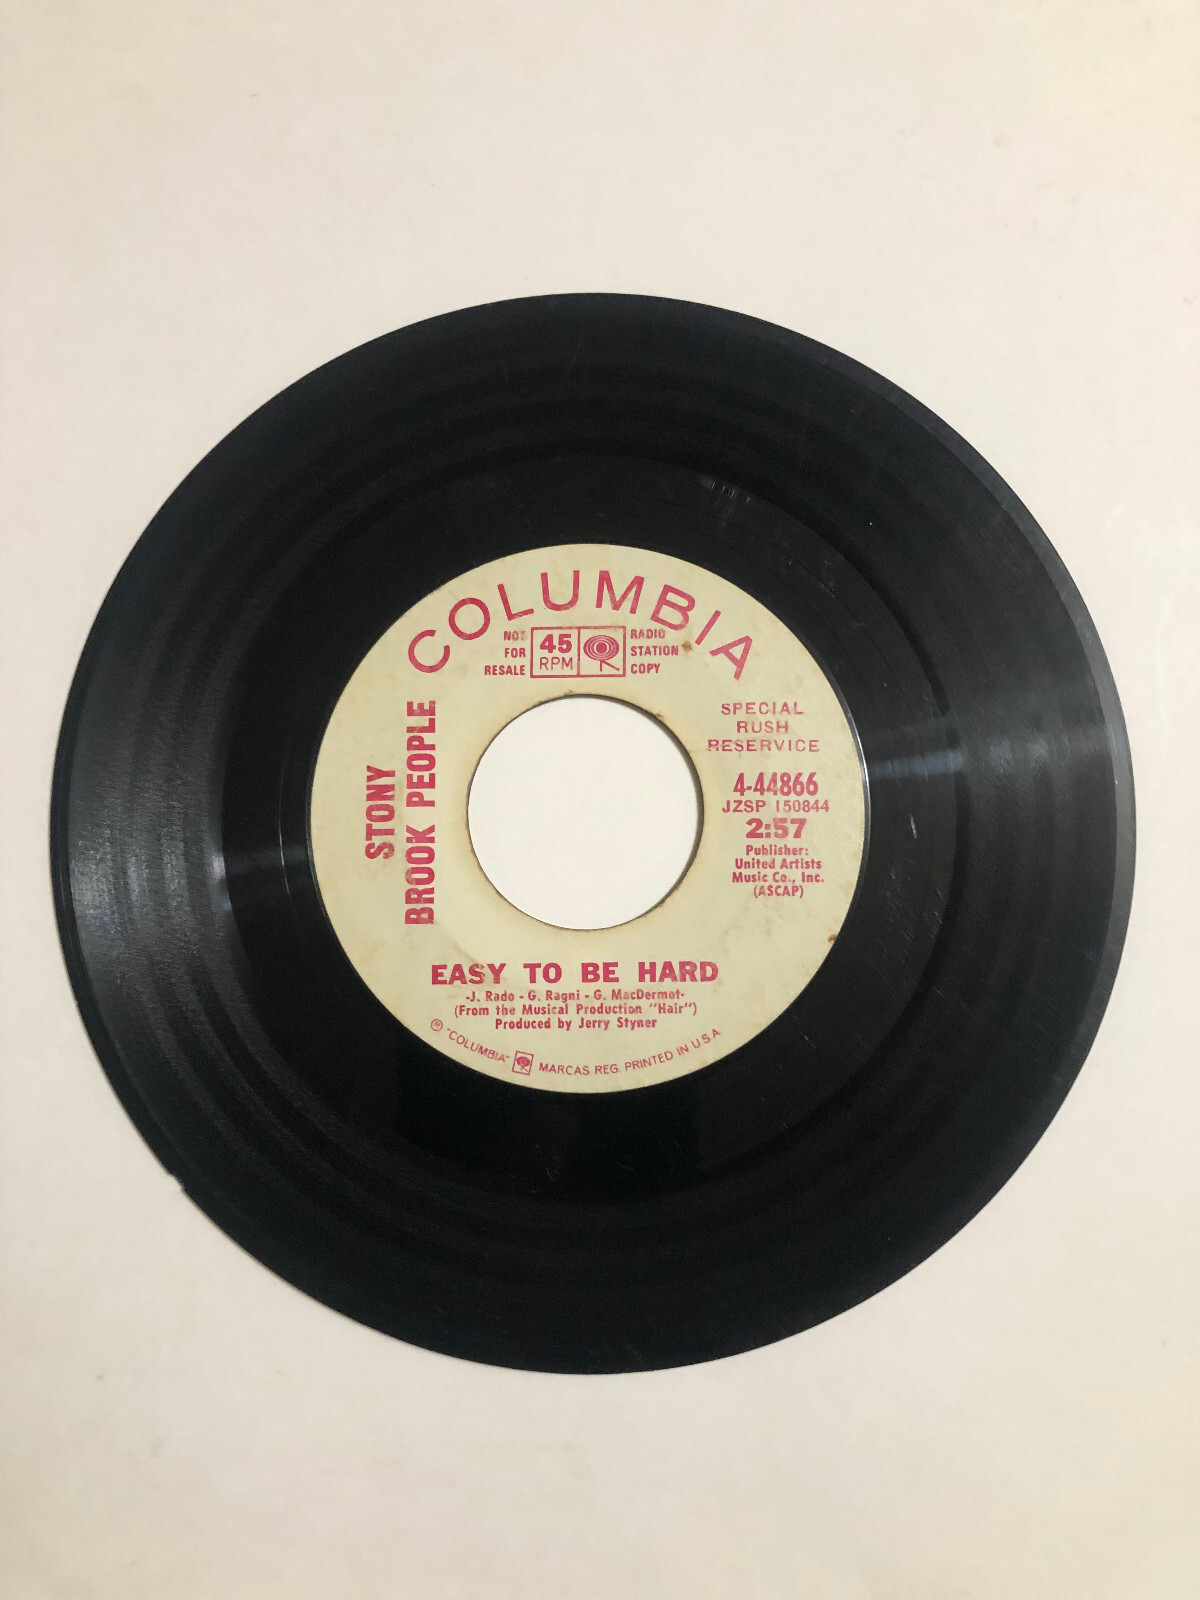 COLUMBIA
NOT
FOR
RESALE
45
RPM
RADIO
STATION
COPY
STONY
BROOK PEOPLE
SPECIAL
RUSH
RESERVICE
4-44866
JZSP 150844
2:57
Publisher:
United Artists
Music Co., Inc.
(ASCAP)
EASY TO BE HARD
-J. Rado - G. Ragni - G. MacDermot-
(From the Musical Production "Hair")
Produced by Jerry Styner
℗ "COLUMBIA" MARCAS REG. PRINTED IN U.S.A